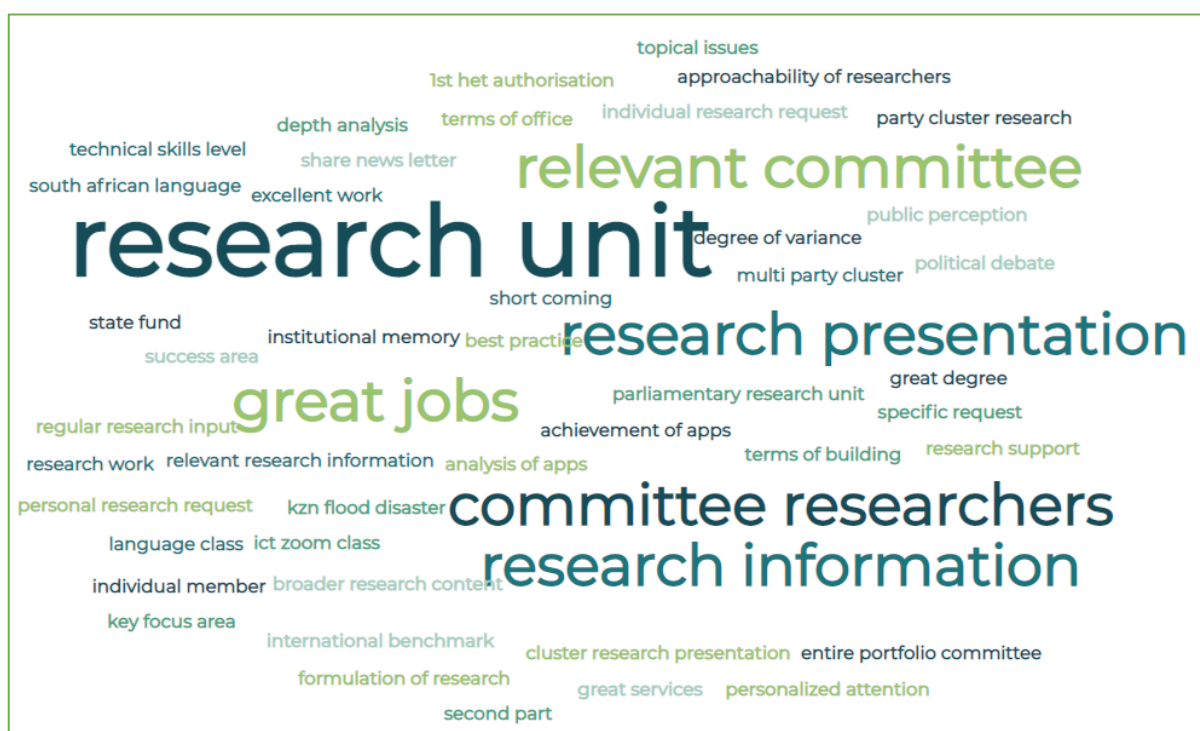 topical issues
1st het authorisation
approachability of researchers
individual research request
party cluster research
depth analysis
terms of office
technical skills level
share news letter
relevant committee
south african language
excellent work
public perception
research unit
degree of variance
multi party cluster
political debate
short coming
state fund
institutional memory
best practice
research presentation
success area
great degree
great jobs
parliamentary research unit
specific request
regular research input
achievement of apps
research work
relevant research information
analysis of apps
terms of building
research support
personal research request
kzn flood disaster
committee researchers
language class
ict zoom class
research information
individual member
broader research content
key focus area
international benchmark
cluster research presentation
entire portfolio committee
formulation of research
great services
personalized attention
second part